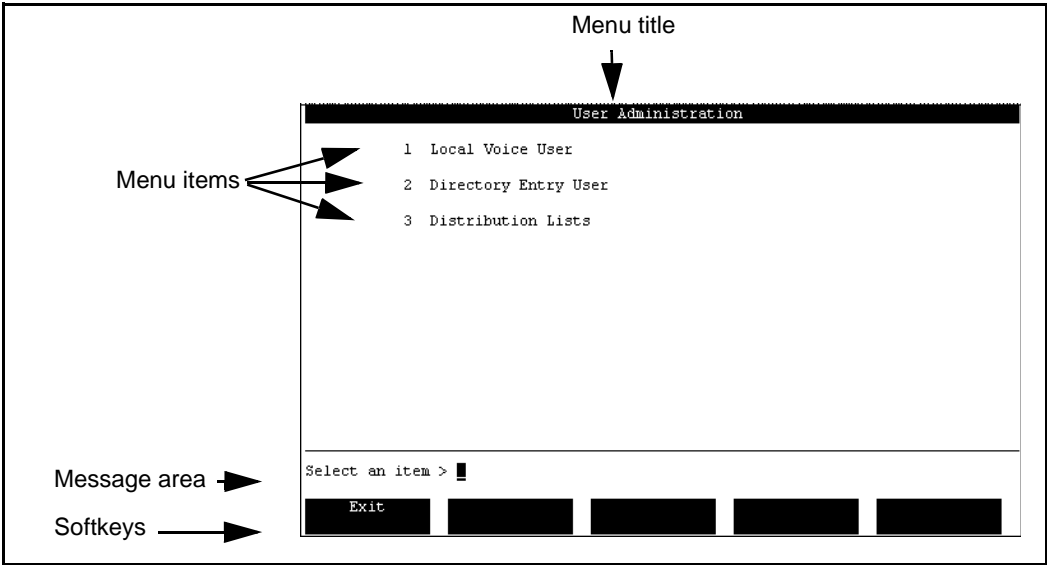 Menu title
User Administration
1 Local Voice User
Menu items
2 Directory Entry User
3 Distribution Lists
Select an item >
Message area
Exit
Softkeys